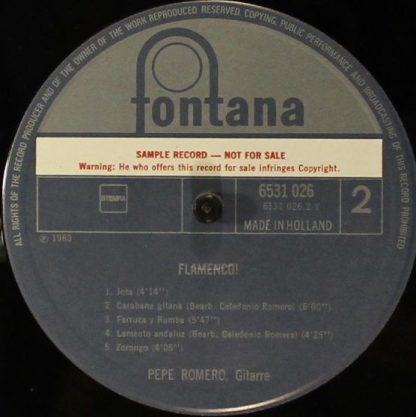 ALL RIGHTS OF THE RECORD PRODUCER AND OF THE OWNER OF THE WORK REPRODUCED RESERVED. COPYING, PUBLIC PERFORMANCE AND BROADCASTING OF THIS RECORD PROHIBITED
fontana
SAMPLE RECORD — NOT FOR SALE
Warning: He who offers this record for sale infringes Copyright.
STEMRA
6531 026
6531 026.2 Y
2
MADE IN HOLLAND
℗ 1963
FLAMENCO!
1. Jota (4'14'')
2. Carabana gitana (Bearb. Celedonio Romero) (6'00'')
3. Farruca y Rumba (5'47'')
4. Lamento andaluz (Bearb. Celedonio Romero) (4'25'')
5. Zorongo (4'05'')
PEPE ROMERO, Gitarre